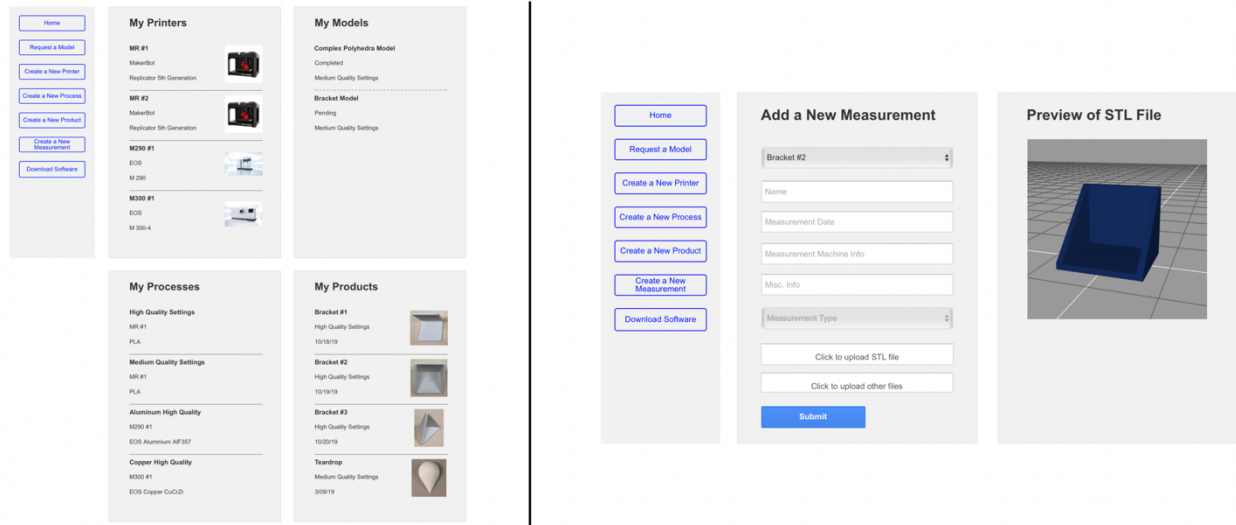 Home
Request a Model
Create a New Printer
Create a New Process
Create a New Product
Create a New
Measurement
Download Software
My Printers
MR #1
MakerBot
Replicator 5th Generation
MR #2
MakerBot
Replicator 5th Generation
M290 #1
EOS
M 290
M300 #1
EOS
M 300-4
My Models
Complex Polyhedra Model
Completed
Medium Quality Settings
Bracket Model
Pending
Medium Quality Settings
My Processes
High Quality Settings
MR #1
PLA
Medium Quality Settings
MR #1
PLA
Aluminum High Quality
M290 #1
EOS Aluminium AlF357
Copper High Quality
M300 #1
EOS Copper CuCrZr
My Products
Bracket #1
High Quality Settings
10/18/19
Bracket #2
High Quality Settings
10/19/19
Bracket #3
High Quality Settings
10/20/19
Teardrop
Medium Quality Settings
3/09/19
Home
Request a Model
Create a New Printer
Create a New Process
Create a New Product
Create a New
Measurement
Download Software
Add a New Measurement
Bracket #2
Name
Measurement Date
Measurement Machine Info
Misc. Info
Measurement Type
Click to upload STL file
Click to upload other files
Submit
Preview of STL File